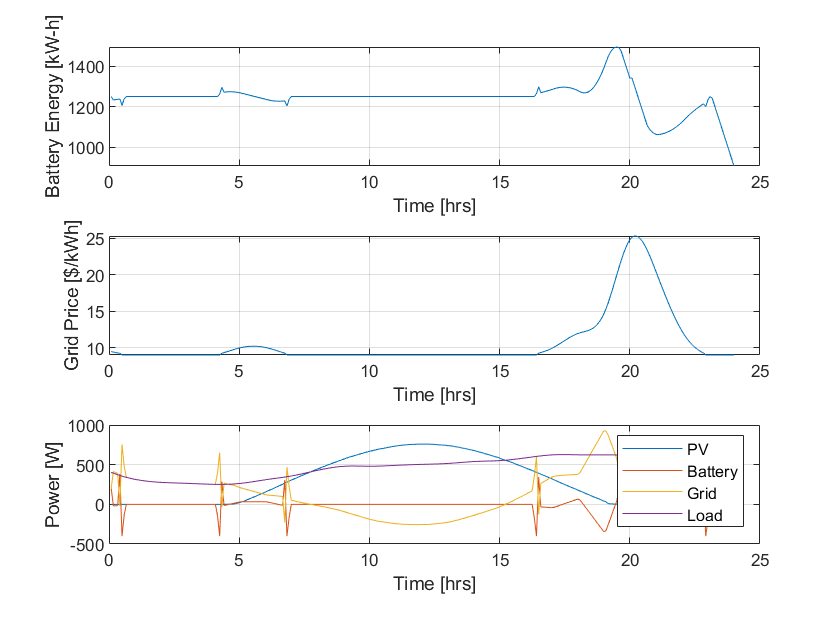 Battery Energy [kW-h]
1400
1200
1000
0 5 10 15 20 25
Time [hrs]
Grid Price [$/kWh]
25
20
15
10
0 5 10 15 20 25
Time [hrs]
Power [W]
1000
500
0
-500
PV
Battery
Grid
Load
0 5 10 15 20 25
Time [hrs]